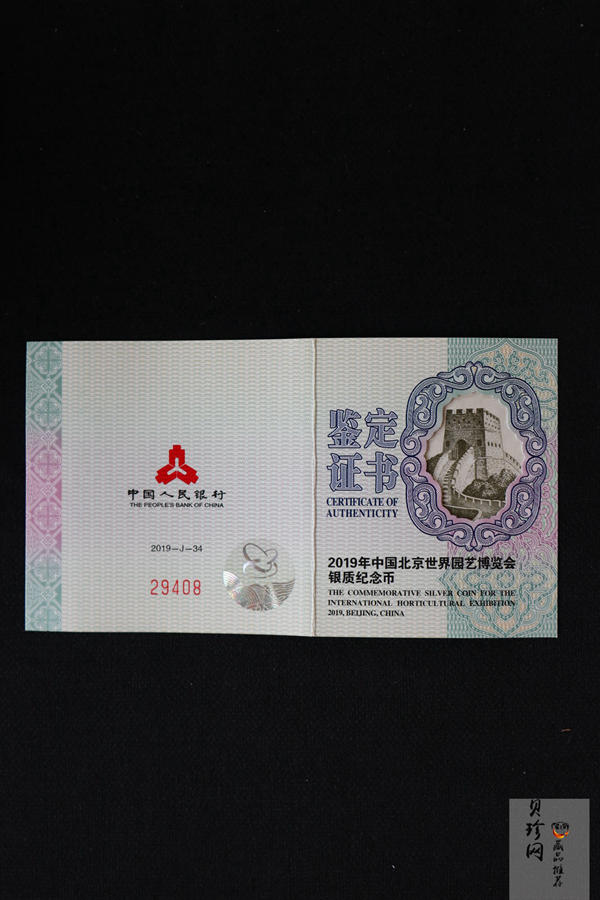 中国人民银行
THE PEOPLE'S BANK OF CHINA
2019-J-34
29408
鉴定
证书
CERTIFICATE OF
AUTHENTICITY
2019年中国北京世界园艺博览会
银质纪念币
THE COMMEMORATIVE SILVER COIN FOR THE
INTERNATIONAL HORTICULTURAL EXHIBITION
2019, BEIJING, CHINA
贝珍网
藏品
推荐